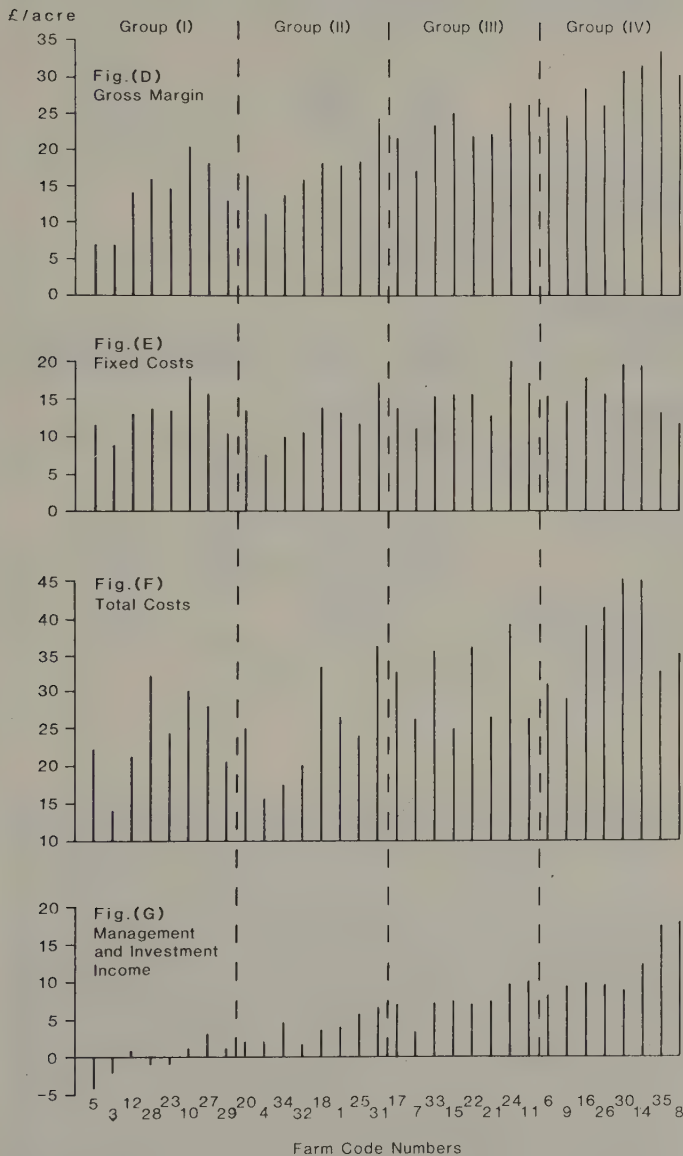 £/acre
Group (I) Group (II) Group (III) Group (IV)
35
Fig.(D)
Gross Margin
30
25
20
15
10
5
0
Fig.(E)
Fixed Costs
20
15
10
5
0
Fig.(F)
Total Costs
45
40
35
30
25
20
15
10
Fig.(G)
Management
and Investment
Income
20
15
10
5
0
-5
5 3 12 28 23 10 27 29 20 4 34 32 18 1 25 31 17 7 33 15 22 21 24 11 6 9 16 26 30 14 35 8
Farm Code Numbers